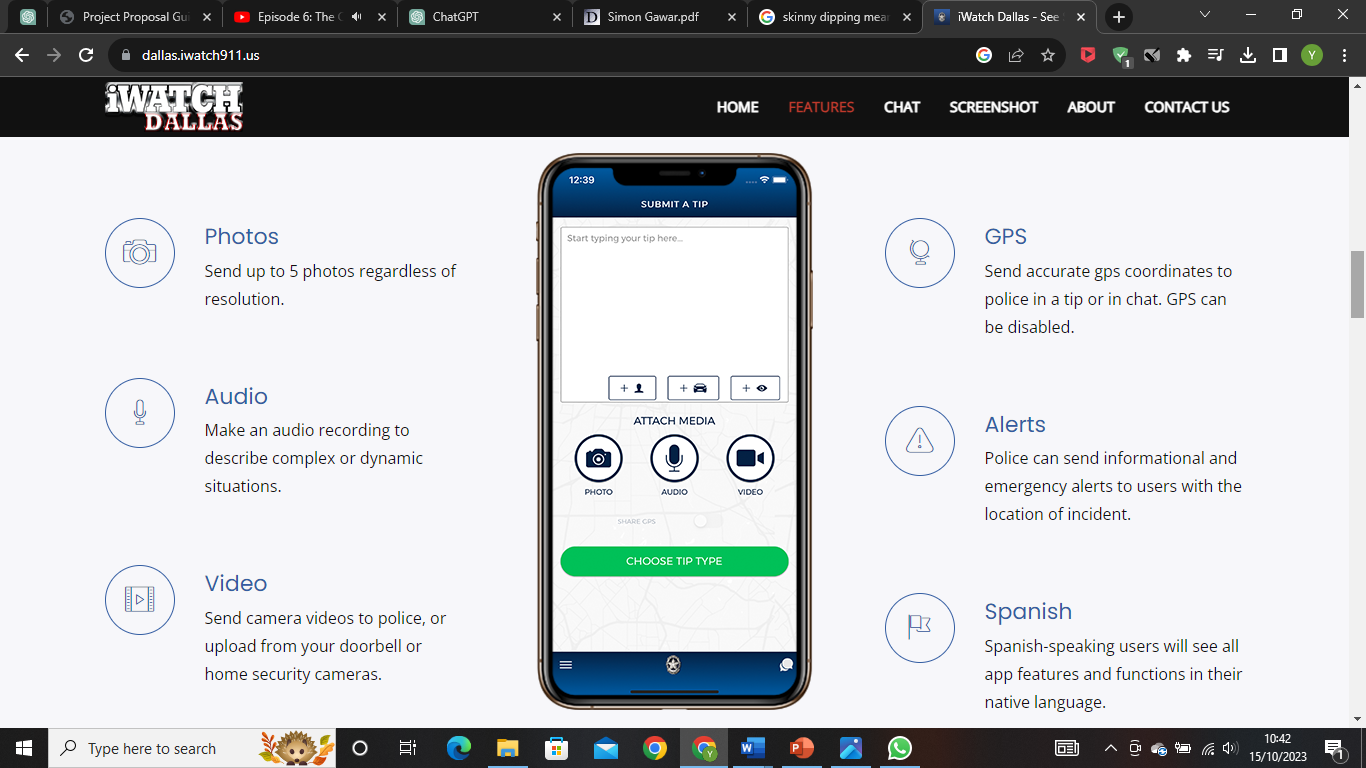 Project Proposal Gui
Episode 6: The
ChatGPT
Simon Gawar.pdf
skinny dipping mear
iWatch Dallas - See
dallas.iwatch911.us
1
Y
iWATCH
DALLAS
HOME FEATURES CHAT SCREENSHOT ABOUT CONTACT US
Photos
Send up to 5 photos regardless of
resolution.
Audio
Make an audio recording to
describe complex or dynamic
situations.
Video
Send camera videos to police, or
upload from your doorbell or
home security cameras.
12:39
SUBMIT A TIP
Start typing your tip here...
ATTACH MEDIA
PHOTO AUDIO VIDEO
SHARE GPS
CHOOSE TIP TYPE
GPS
Send accurate gps coordinates to
police in a tip or in chat. GPS can
be disabled.
Alerts
Police can send informational and
emergency alerts to users with the
location of incident.
Spanish
Spanish-speaking users will see all
app features and functions in their
native language.
Type here to search
10:42
15/10/2023
1